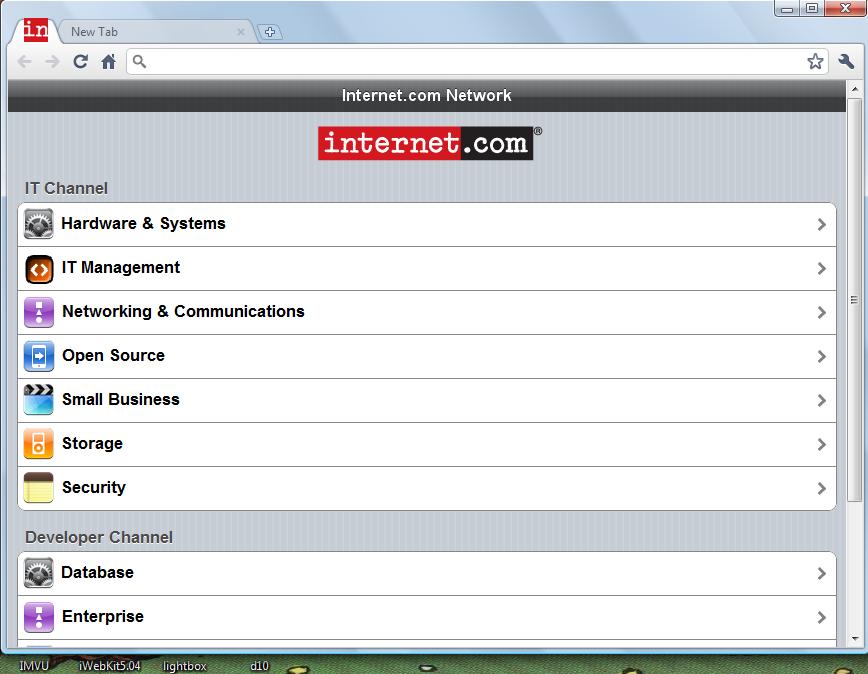 in
New Tab
Internet.com Network
internet.com®
IT Channel
Hardware & Systems
IT Management
Networking & Communications
Open Source
Small Business
Storage
Security
Developer Channel
Database
Enterprise
IMVU iWebKit5.04 lightbox d10